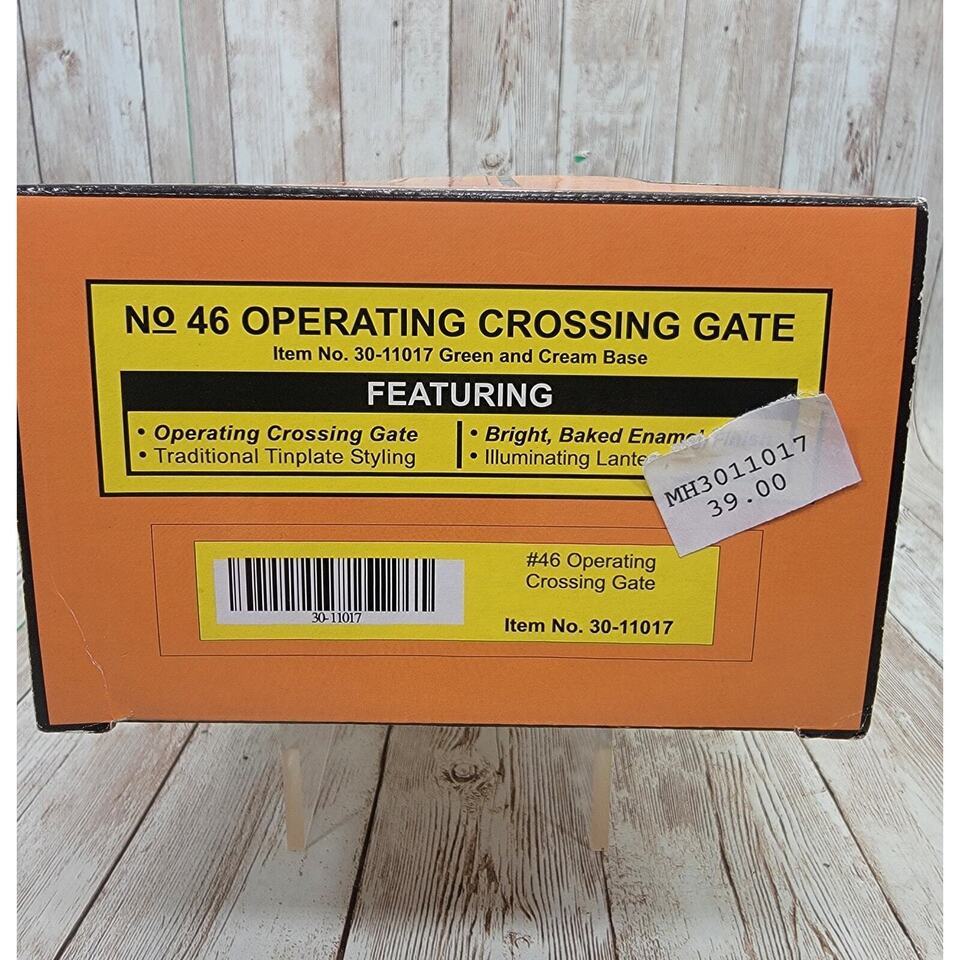 Nº 46 OPERATING CROSSING GATE
Item No. 30-11017 Green and Cream Base
FEATURING
• Operating Crossing Gate
• Traditional Tinplate Styling
• Bright, Baked Enamel Finish
• Illuminating
MH3011017
39.00
30-11017
#46 Operating
Crossing Gate
Item No. 30-11017